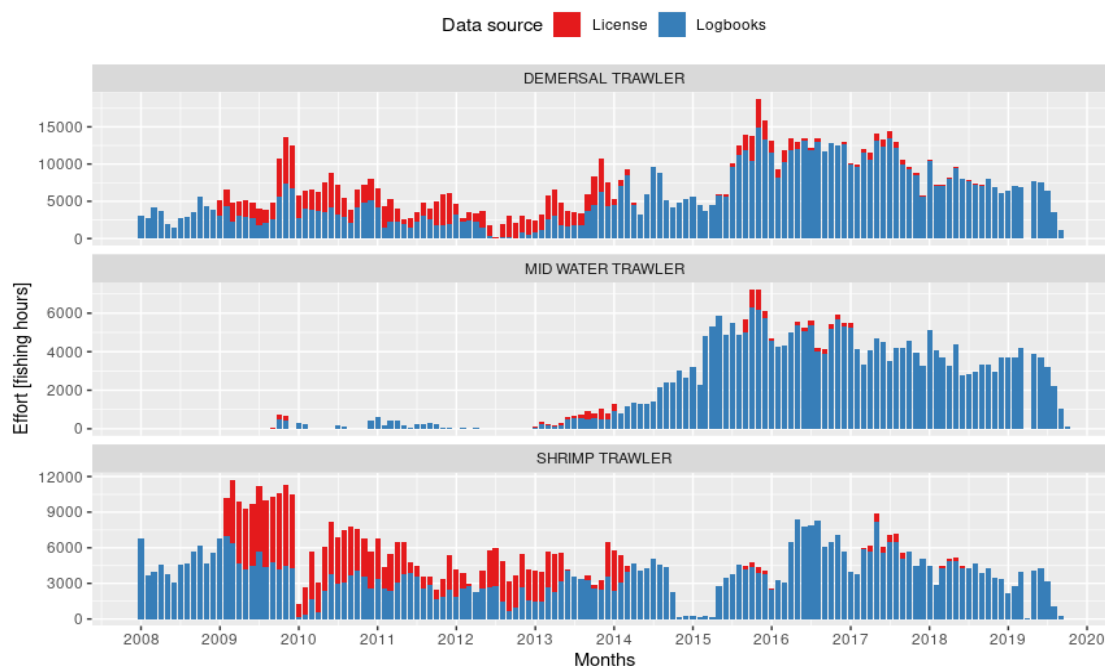 Data source License Logbooks
DEMERSAL TRAWLER
15000
10000
5000
0
MID WATER TRAWLER
6000
4000
2000
0
SHRIMP TRAWLER
12000
9000
6000
3000
0
Effort [fishing hours]
2008 2009 2010 2011 2012 2013 2014 2015 2016 2017 2018 2019 2020
Months